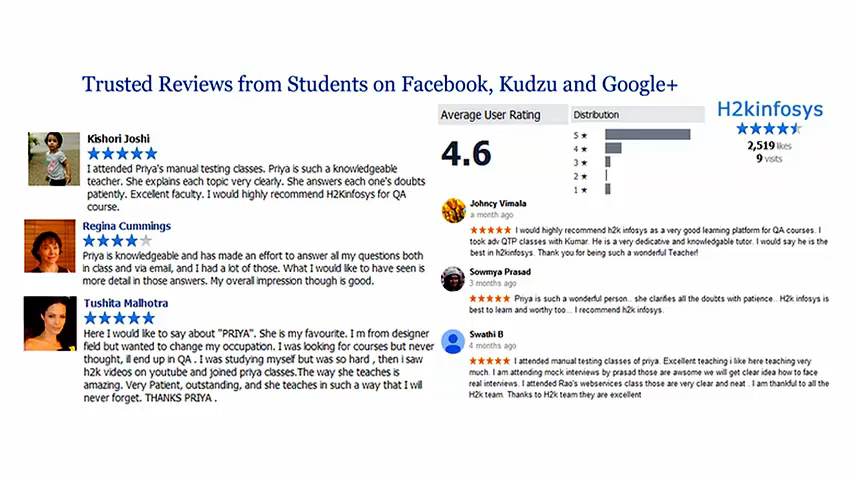 Trusted Reviews from Students on Facebook, Kudzu and Google+
Kishori Joshi
I attended Priya's manual testing classes. Priya is such a knowledgeable
teacher. She explains each topic very clearly. She answers each one's doubts
patiently. Excellent faculty. I would highly recommend H2Kinfosys for QA
course.
Regina Cummings
Priya is knowledgeable and has made an effort to answer all my questions both
in class and via email, and I had a lot of those. What I would like to have seen is
more detail in those answers. My overall impression though is good.
Tushita Malhotra
Here I would like to say about "PRIYA". She is my favourite. I m from designer
field but wanted to change my occupation. I was looking for courses but never
thought, ill end up in QA . I was studying myself but was so hard , then i saw
h2k videos on youtube and joined priya classes.The way she teaches is
amazing. Very Patient, outstanding, and she teaches in such a way that I will
never forget. THANKS PRIYA .
Average User Rating
4.6
Distribution
5 ★
4 ★
3 ★
2 ★
1 ★
H2kinfosys
2,519 likes
9 visits
Johncy Vimala
a month ago
I would highly recommend h2k infosys as a very good learning platform for QA courses. I
took adv QTP classes with Kumar. He is a very dedicative and knowledgable tutor. I would say he is the
best in h2kinfosys. Thank you for being such a wonderful Teacher!
Sowmya Prasad
3 months ago
Priya is such a wonderful person.. she clarifies all the doubts with patience.. H2k infosys is
best to learn and worthy too... I recommend h2k infosys.
Swathi B
4 months ago
I attended manual testing classes of priya. Excellent teaching i like here teaching very
much. I am attending mock interviews by prasad those are awsome we will get clear idea how to face
real interviews. I attended Rao's webservices class those are very clear and neat . I am thankful to all the
H2k team. Thanks to H2k team they are excellent